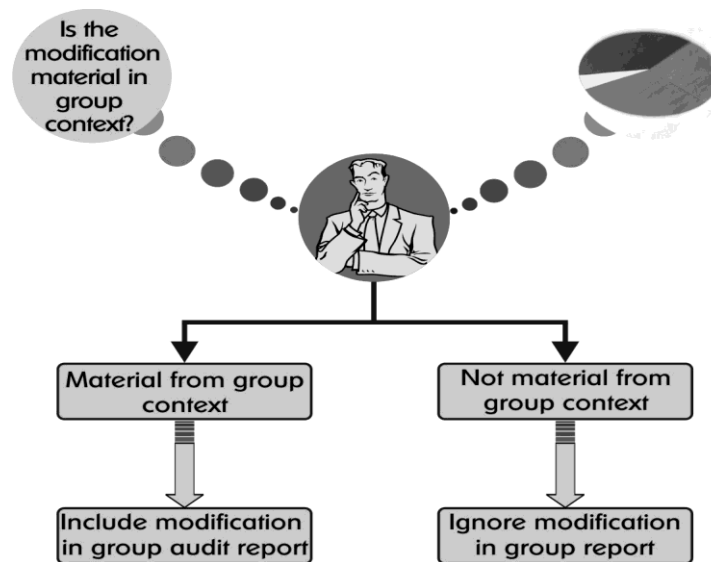 Is the
modification
material in
group
context?
Material from group
context
Not material from
group context
Include modification
in group audit report
Ignore modification
in group report